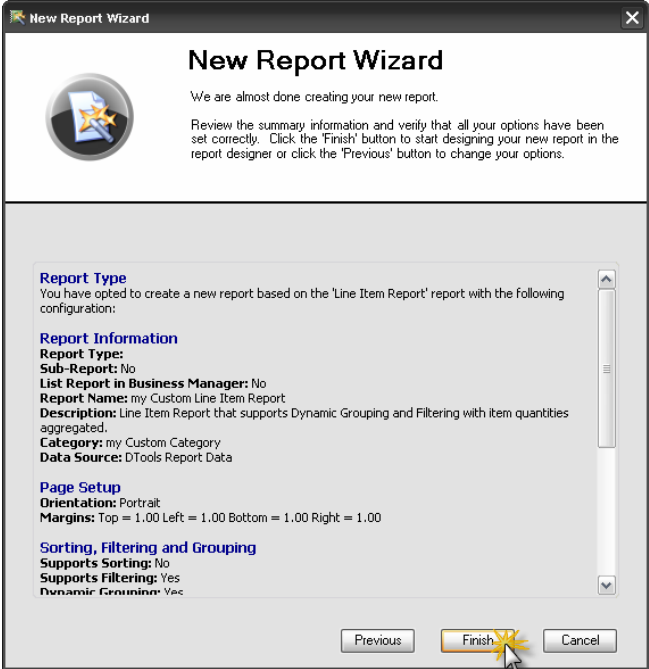 New Report Wizard
New Report Wizard
We are almost done creating your new report.
Review the summary information and verify that all your options have been
set correctly. Click the 'Finish' button to start designing your new report in the
report designer or click the 'Previous' button to change your options.
Report Type
You have opted to create a new report based on the 'Line Item Report' report with the following
configuration:
Report Information
Report Type:
Sub-Report: No
List Report in Business Manager: No
Report Name: my Custom Line Item Report
Description: Line Item Report that supports Dynamic Grouping and Filtering with item quantities
aggregated.
Category: my Custom Category
Data Source: DTools Report Data
Page Setup
Orientation: Portrait
Margins: Top = 1.00 Left = 1.00 Bottom = 1.00 Right = 1.00
Sorting, Filtering and Grouping
Supports Sorting: No
Supports Filtering: Yes
Dynamic Grouping: Yes
Previous Finish Cancel